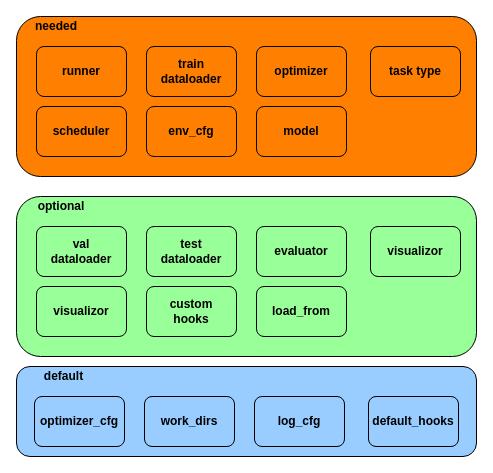 needed
runner
train
dataloader
optimizer
task type
scheduler
env_cfg
model
optional
val
dataloader
test
dataloader
evaluator
visualizor
visualizor
custom
hooks
load_from
default
optimizer_cfg
work_dirs
log_cfg
default_hooks